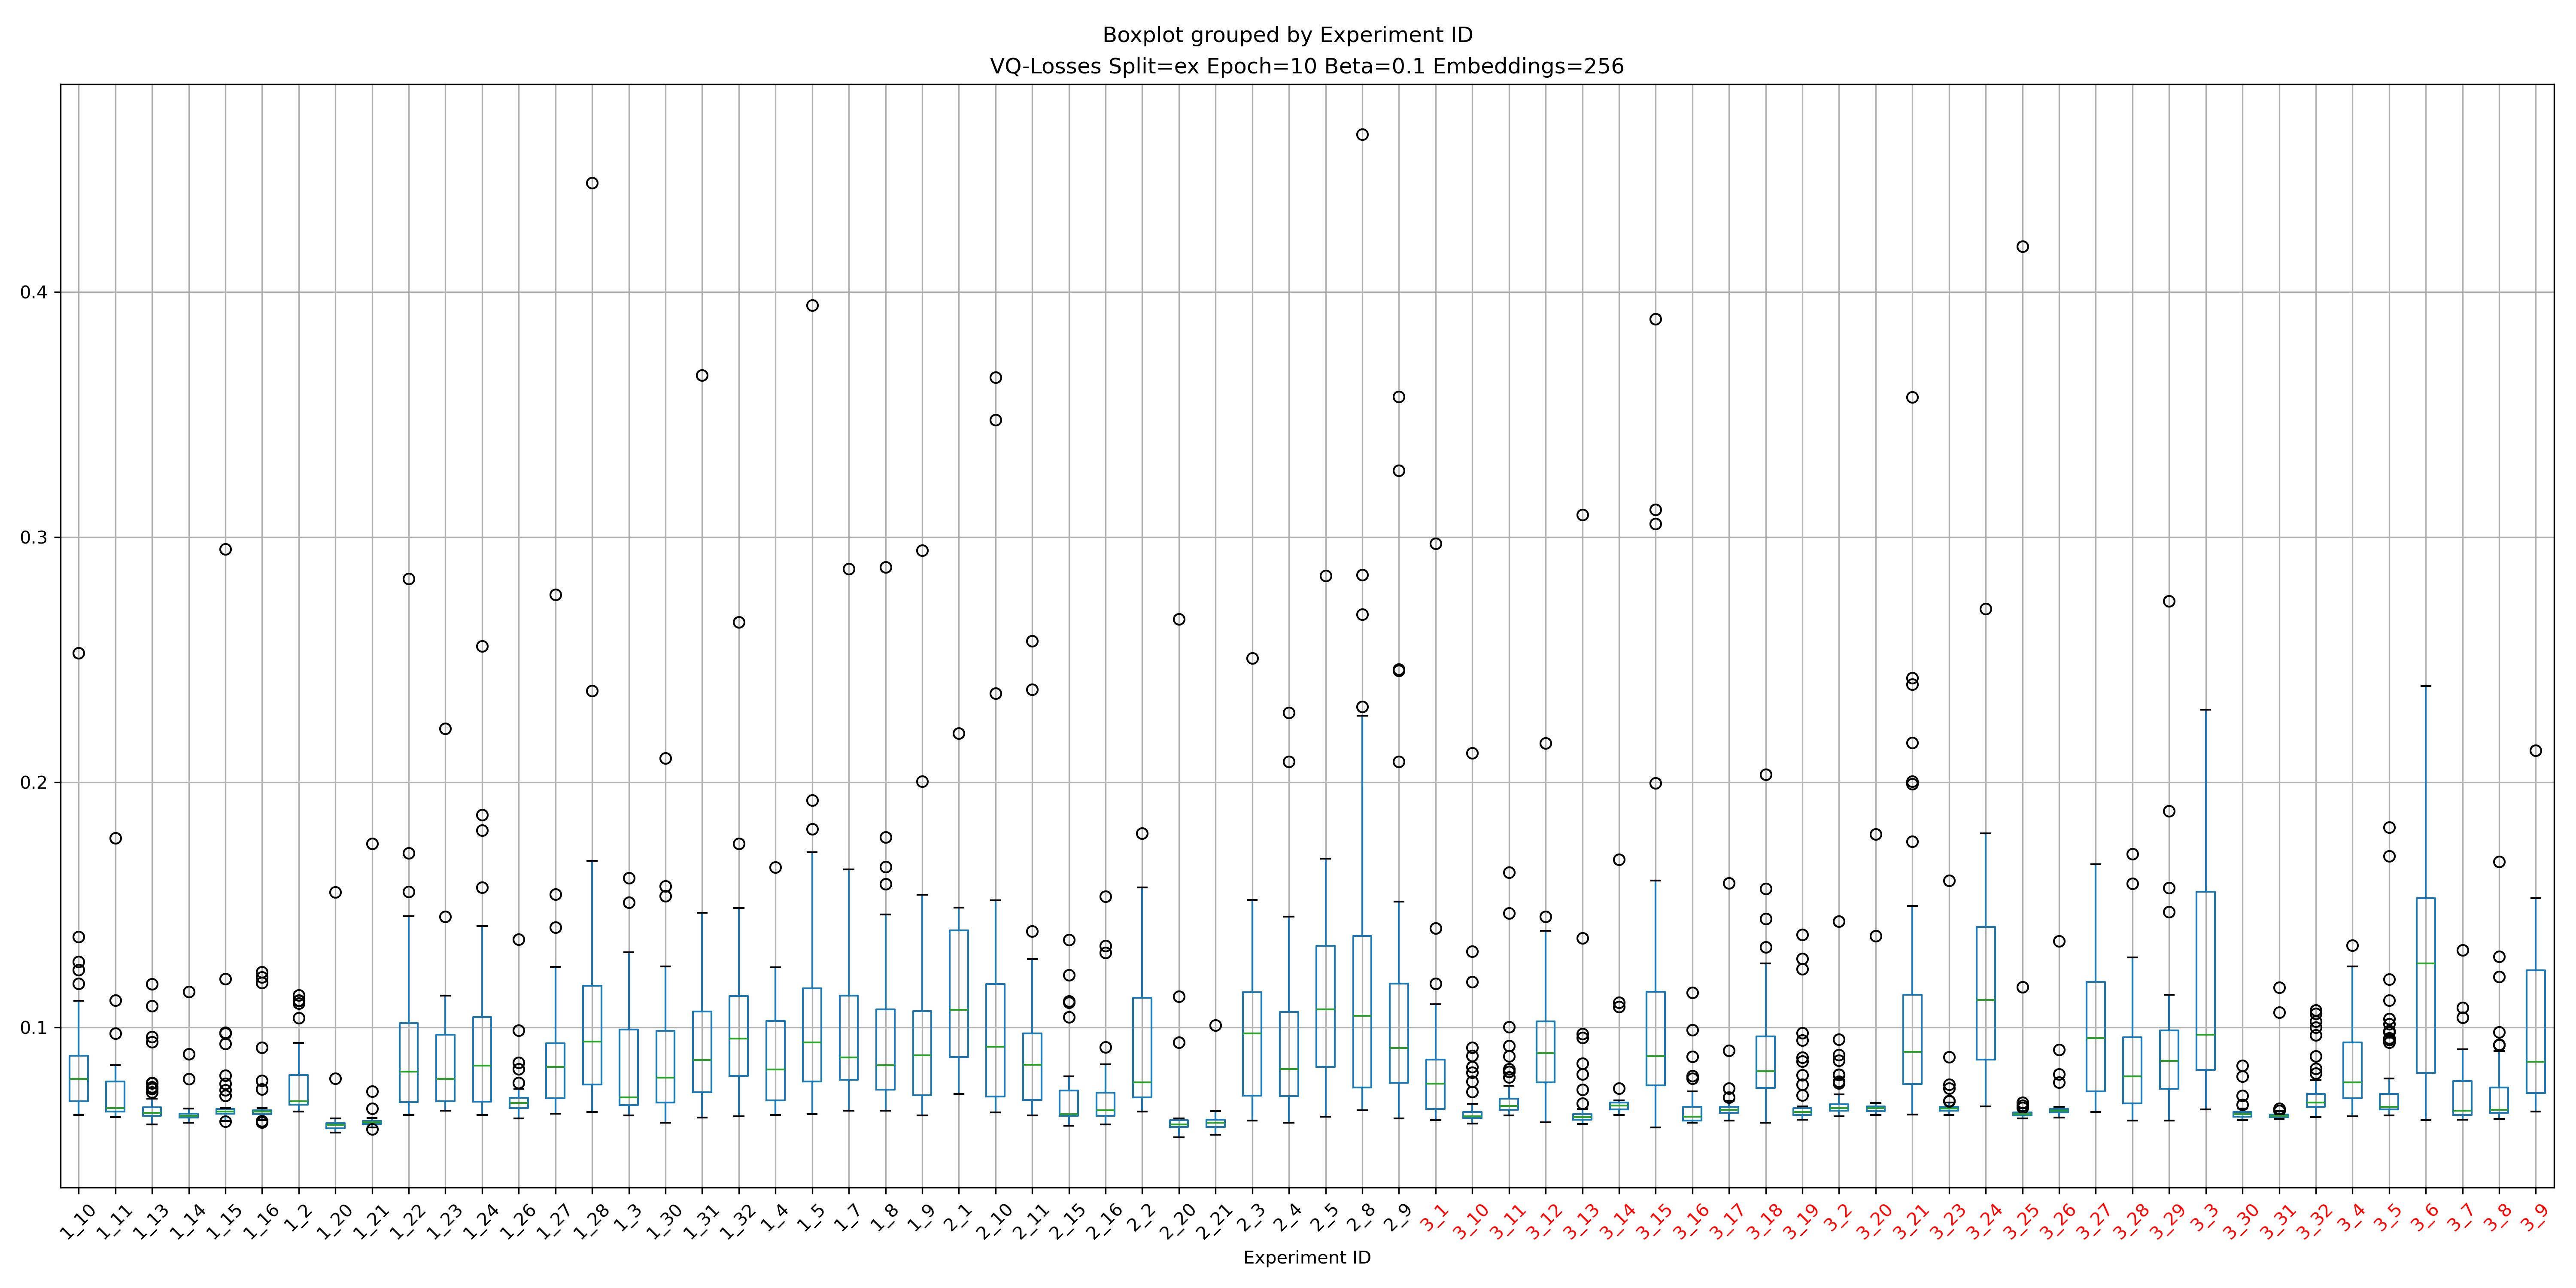 Boxplot grouped by Experiment ID
VQ-Losses Split=ex Epoch=10 Beta=0.1 Embeddings=256
0.4
0.3
0.2
0.1
1_10 1_11 1_13 1_14 1_15 1_16 1_2 1_20 1_21 1_22 1_23 1_24 1_26 1_27 1_28 1_3 1_30 1_31 1_32 1_4 1_5 1_7 1_8 1_9 2_1 2_10 2_11 2_15 2_16 2_2 2_20 2_21 2_3 2_4 2_5 2_8 2_9 3_1 3_10 3_11 3_12 3_13 3_14 3_15 3_16 3_17 3_18 3_19 3_2 3_20 3_21 3_23 3_24 3_25 3_26 3_27 3_28 3_29 3_3 3_30 3_31 3_32 3_4 3_5 3_6 3_7 3_8 3_9
Experiment ID